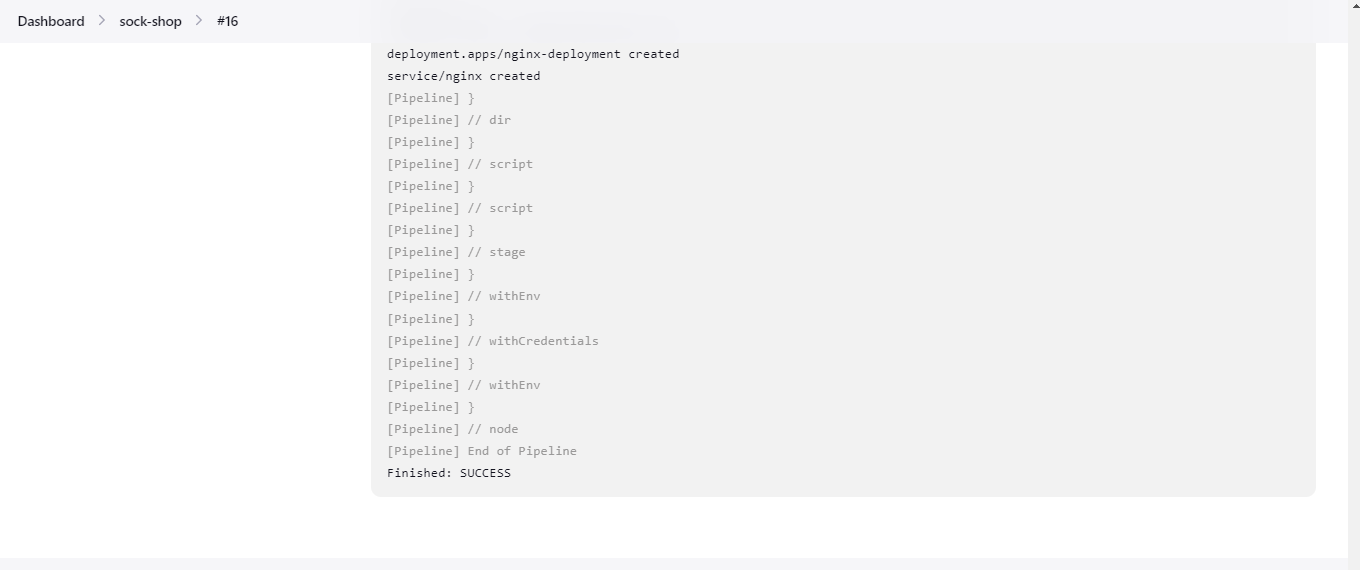 Dashboard > sock-shop > #16
deployment.apps/nginx-deployment created
service/nginx created
[Pipeline] }
[Pipeline] // dir
[Pipeline] }
[Pipeline] // script
[Pipeline] }
[Pipeline] // script
[Pipeline] }
[Pipeline] // stage
[Pipeline] }
[Pipeline] // withEnv
[Pipeline] }
[Pipeline] // withCredentials
[Pipeline] }
[Pipeline] // withEnv
[Pipeline] }
[Pipeline] // node
[Pipeline] End of Pipeline
Finished: SUCCESS